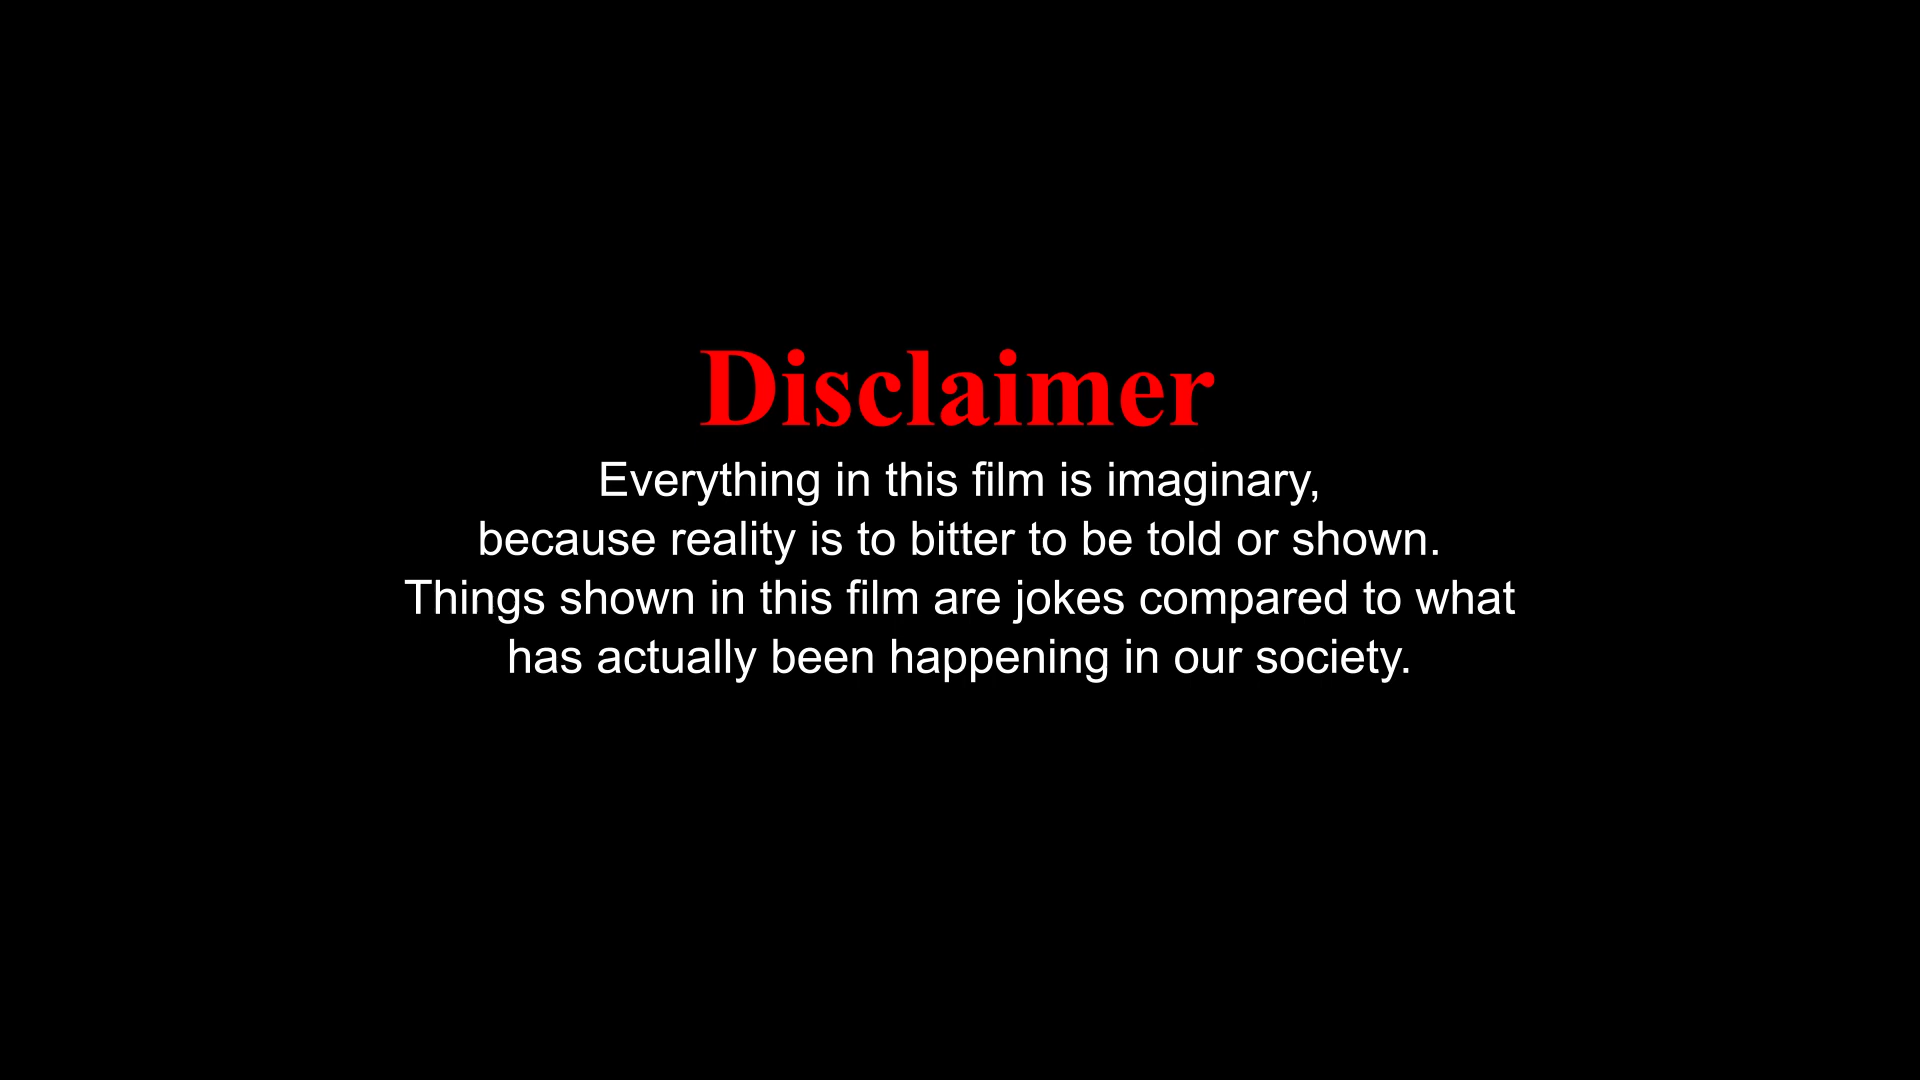 Disclaimer
Everything in this film is imaginary,
because reality is to bitter to be told or shown.
Things shown in this film are jokes compared to what
has actually been happening in our society.